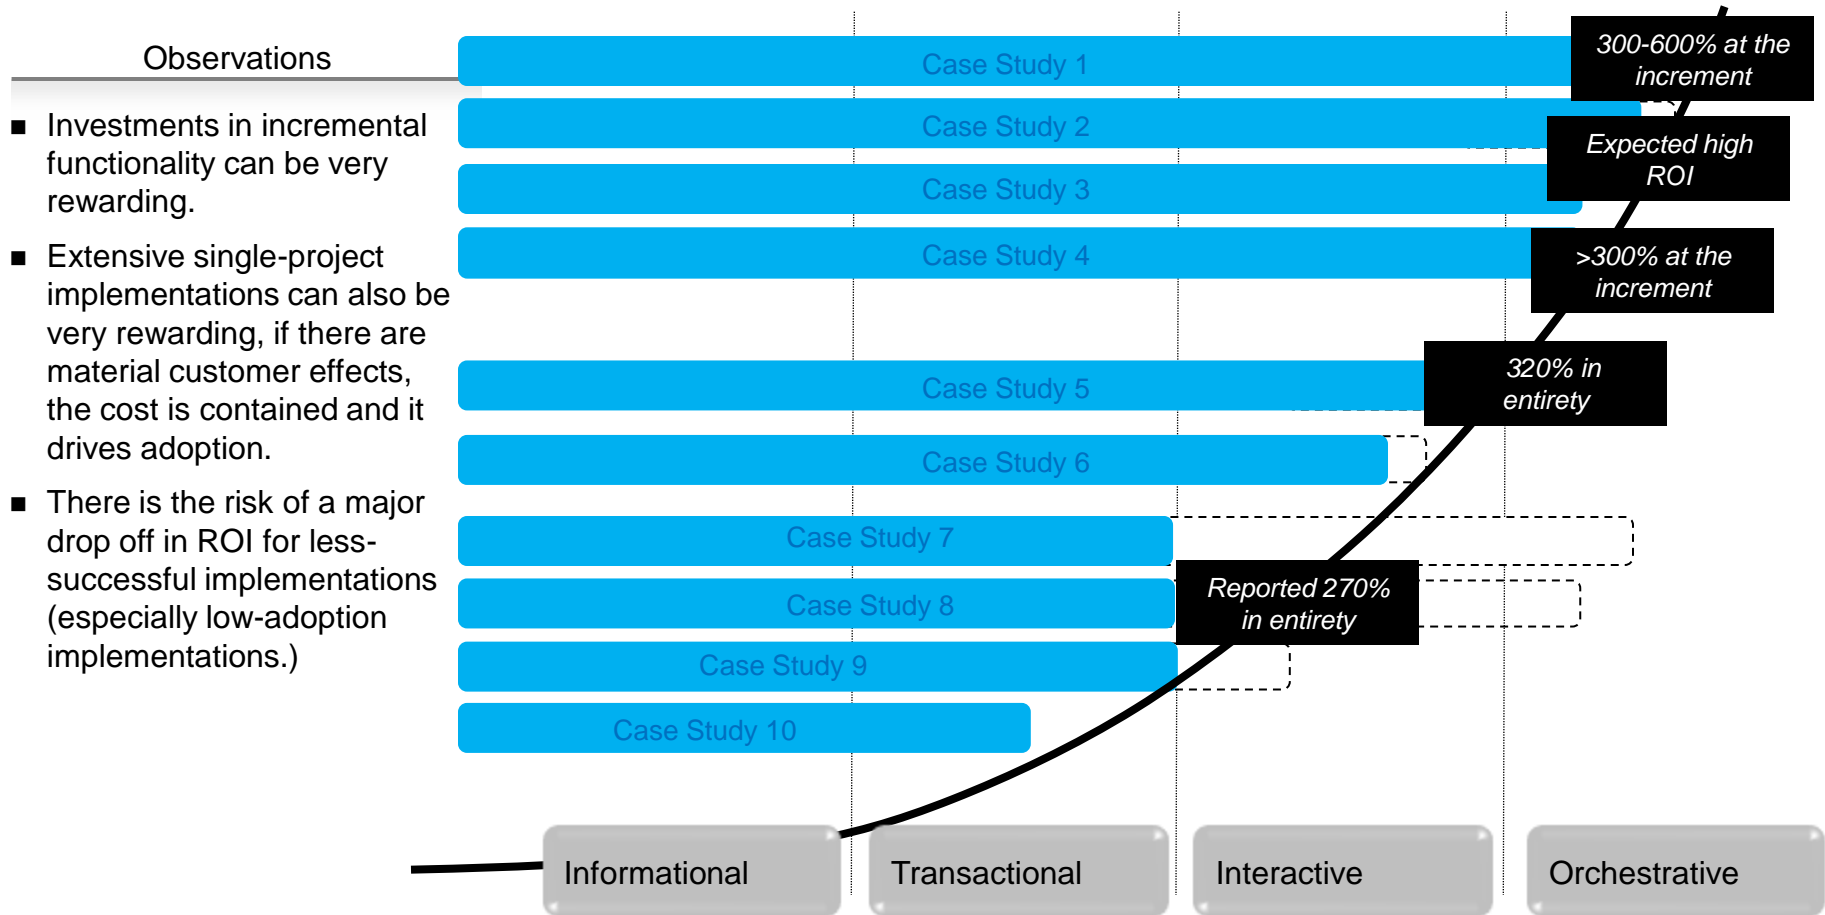 Observations
Investments in incremental
functionality can be very
rewarding.
Extensive single-project
implementations can also be
very rewarding, if there are
material customer effects,
the cost is contained and it
drives adoption.
There is the risk of a major
drop off in ROI for less-
successful implementations
(especially low-adoption
implementations.)
Case Study 1
300-600% at the
increment
Case Study 2
Expected high
ROI
Case Study 3
Case Study 4
>300% at the
increment
Case Study 5
320% in
entirety
Case Study 6
Case Study 7
Case Study 8
Reported 270%
in entirety
Case Study 9
Case Study 10
Informational
Transactional
Interactive
Orchestrative